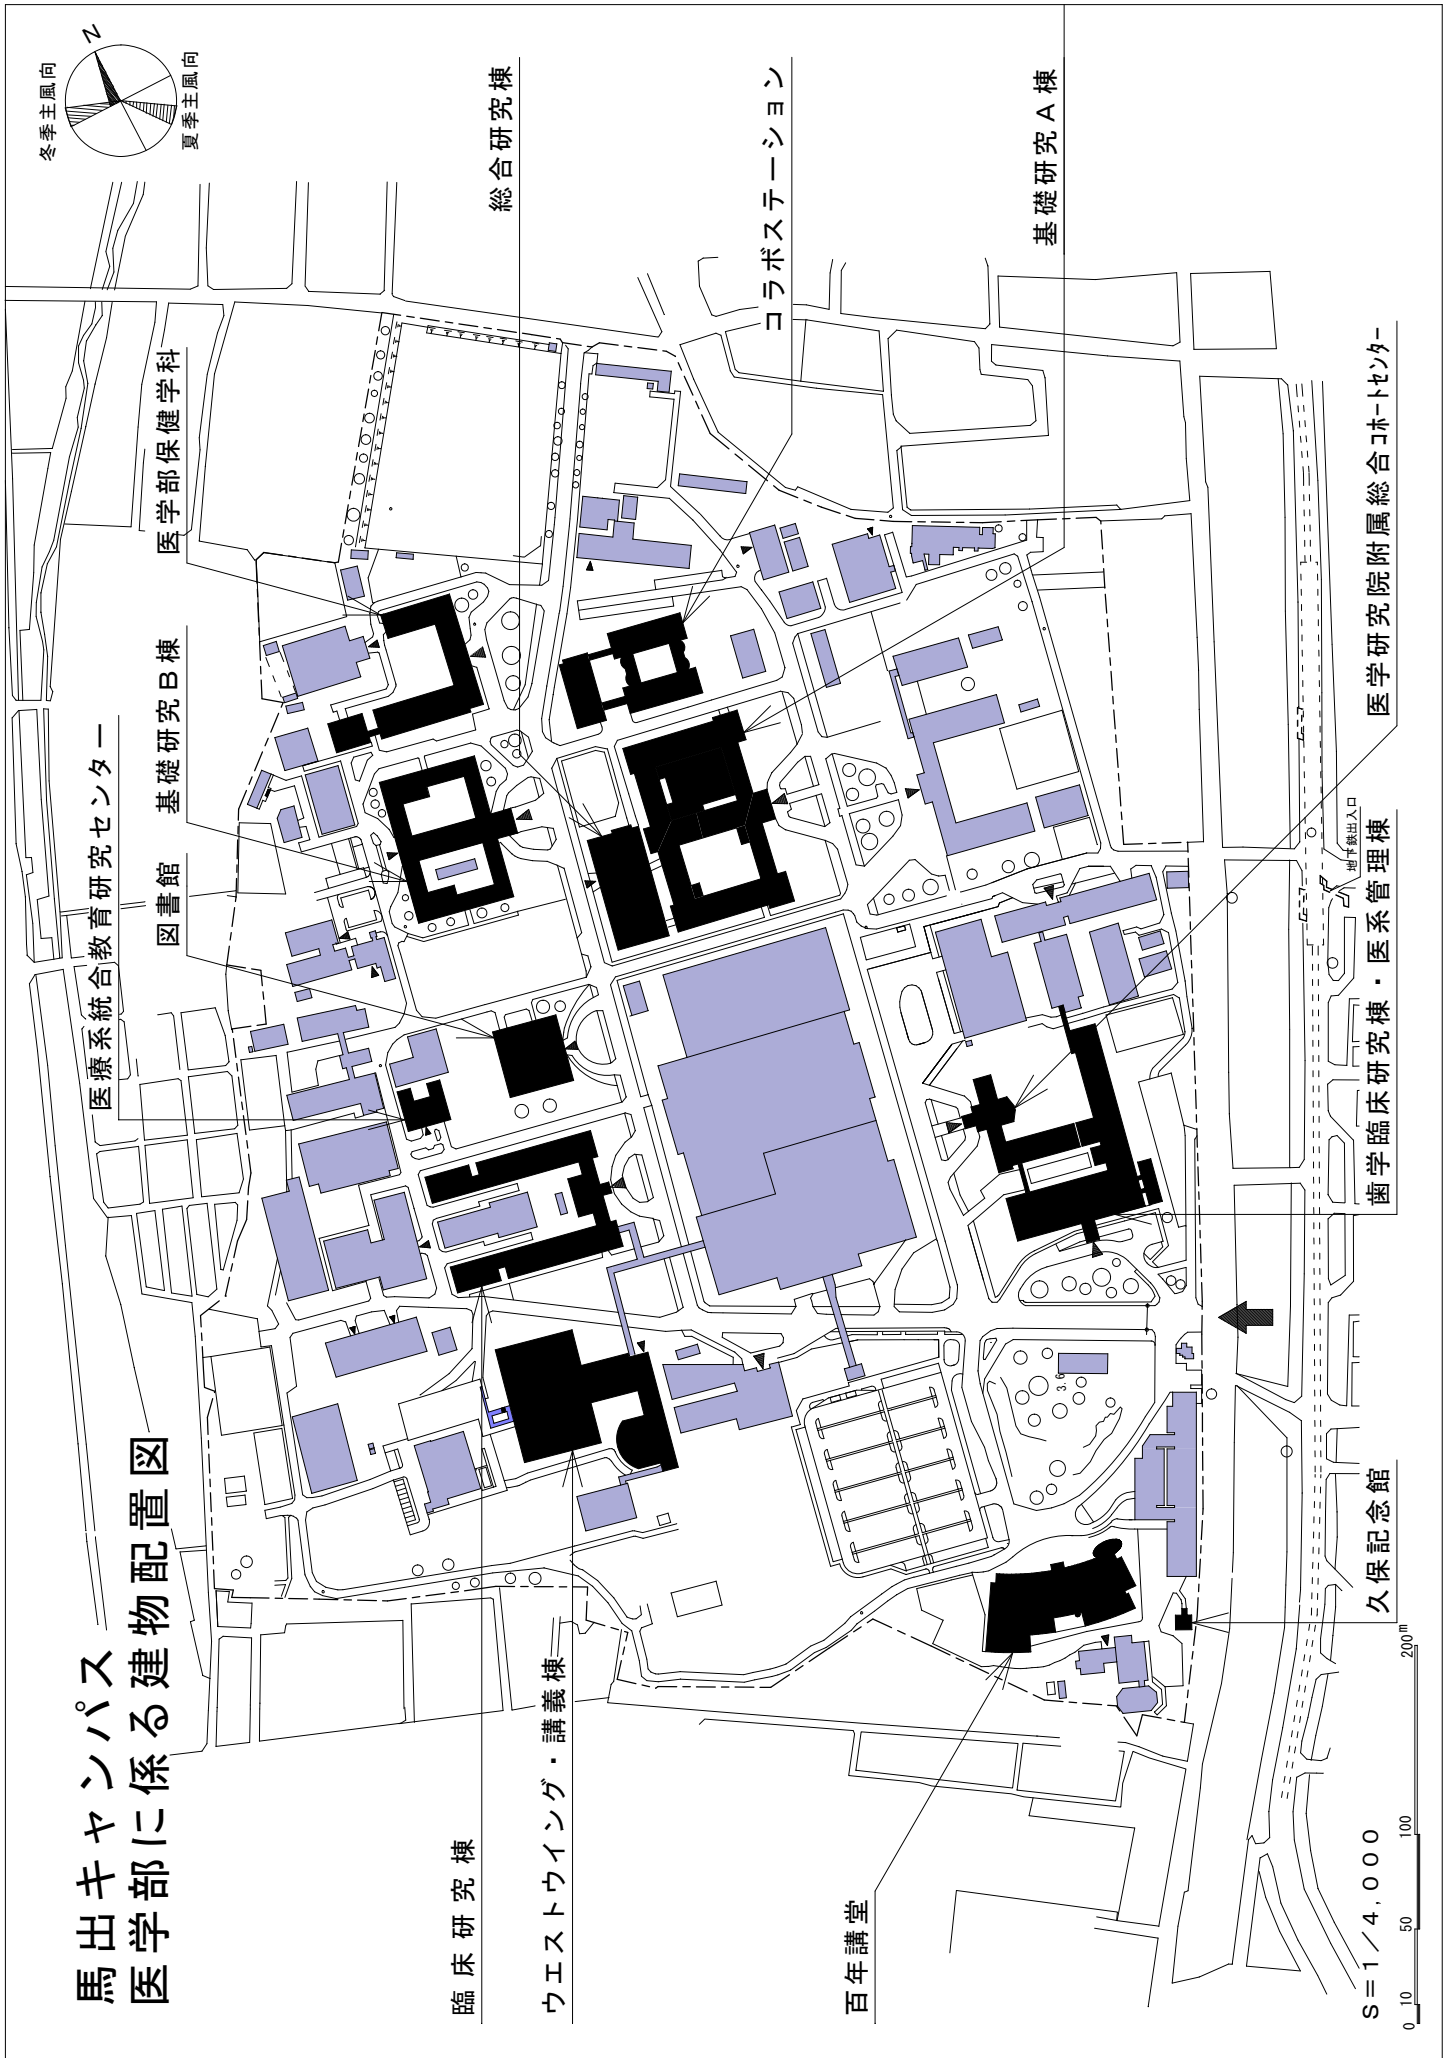 馬出キャンパス
医学部に係る建物配置図
医療系統合教育研究センター
図書館
基礎研究B棟
医学部保健学科
冬季主風向
N
夏季主風向
臨床研究棟
総合研究棟
ウエストウイング・講義棟
コラボステーション
百年講堂
基礎研究A棟
3.6
地下鉄出入口
久保記念館
歯学臨床研究棟・医系管理棟
医学研究院附属総合コホートセンター
S=1/4,000
0 10 50 100 200m